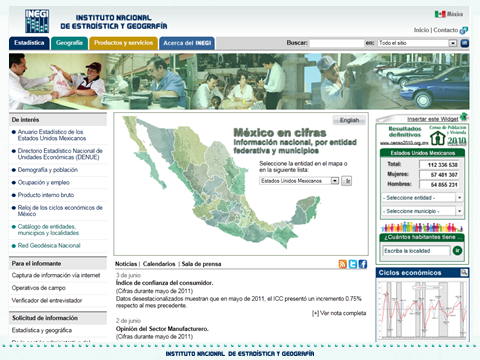 INEGI
INSTITUTO NACIONAL
DE ESTADÍSTICA Y GEOGRAFÍA
México
Inicio | Contacto
Estadística
Geografía
Productos y servicios
Acerca del INEGI
Buscar:
en:
Todo el sitio
De interés
Anuario Estadístico de los
Estados Unidos Mexicanos
Directorio Estadístico Nacional de
Unidades Económicas (DENUE)
Demografía y población
Ocupación y empleo
Producto interno bruto
Reloj de los ciclos económicos de
México
Catálogo de entidades,
municipios y localidades
Red Geodésica Nacional
Para el informante
Captura de información vía internet
Operativos de campo
Verificador del entrevistador
Solicitud de información
Estadística y geográfica
English
México en cifras
Información nacional, por entidad
federativa y municipios
Seleccione la entidad en el mapa o
en la siguiente lista:
Estados Unidos Mexicanos
Ir
Noticias | Calendarios | Sala de prensa
3 de junio
Índice de confianza del consumidor.
(Cifras durante mayo de 2011)
Datos desestacionalizados muestran que en mayo de 2011, el ICC presentó un incremento 0.75%
respecto al mes precedente.
[+] Ver nota completa
2 de junio
Opinión del Sector Manufacturero.
(Cifras durante mayo de 2011)
Insertar este Widget
Resultados
definitivos
www.censo2010.org.mx
Censo de Población
y Vivienda
2010
Estados Unidos Mexicanos
Total: 112 336 538
Mujeres: 57 481 307
Hombres: 54 855 231
- Seleccione entidad -
- Seleccione municipio -
¿Cuántos habitantes tiene ...
Escriba la localidad
Ir
Ciclos económicos
INSTITUTO NACIONAL DE ESTADÍSTICA Y GEOGRAFÍA